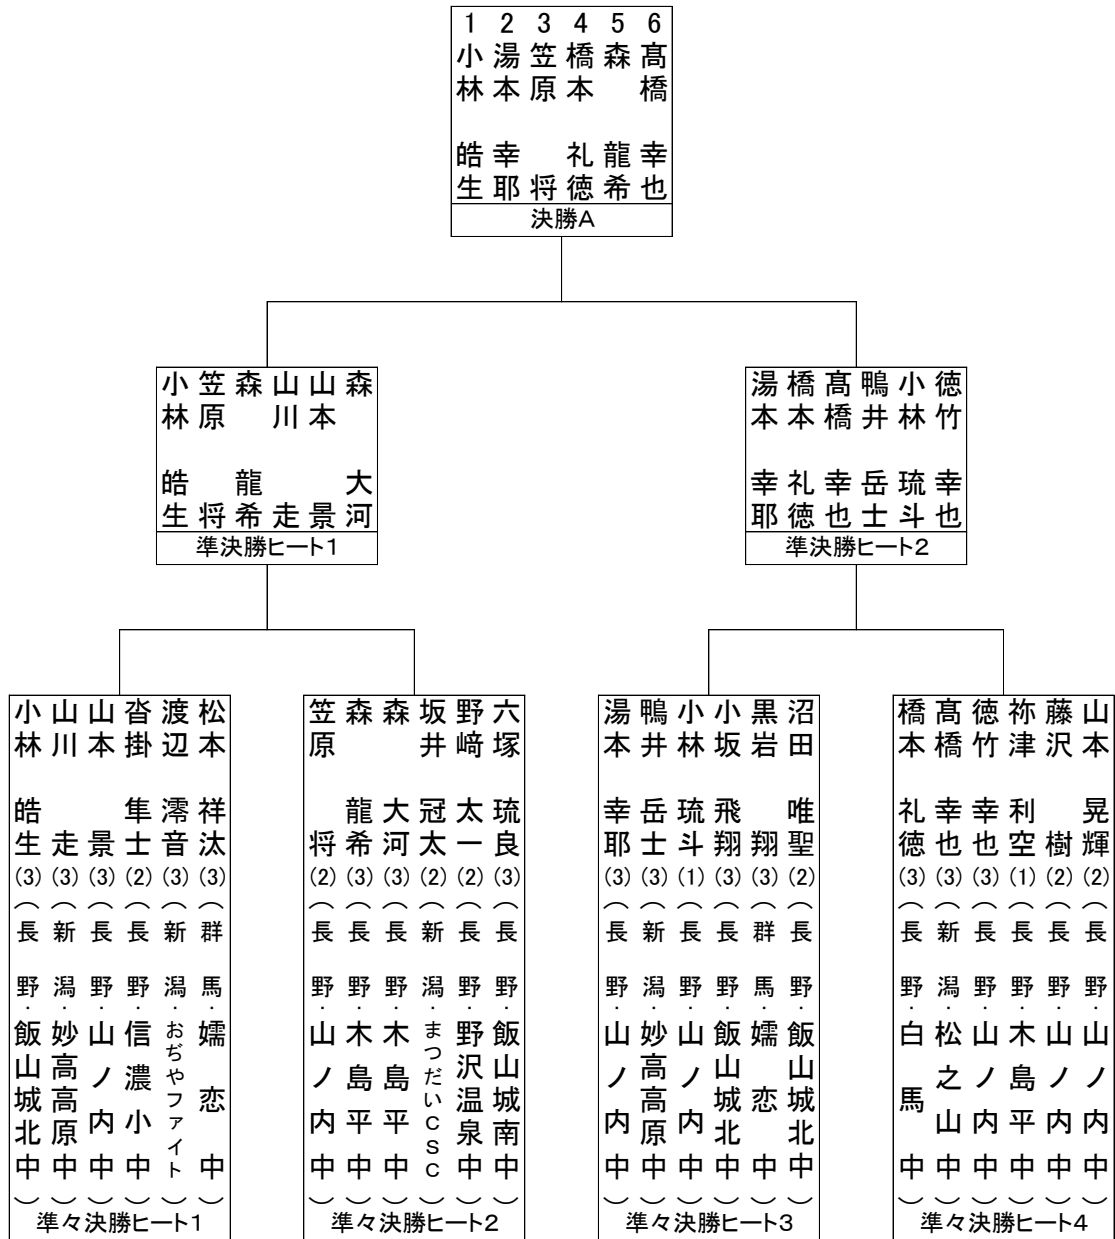 1 小林 皓生
2 湯本 幸耶
3 笠原 将
4 橋本 礼徳
5 森 龍希
6 髙橋 幸也
決勝A
小林 皓生
笠原 将
森 龍希
山川 走
山本 景
森 大河
準決勝ヒート1
湯本 幸耶
橋本 礼徳
髙橋 幸也
鴨井 岳士
小林 琉斗
徳竹 幸也
準決勝ヒート2
小林 皓生(3)(長野・飯山城北中)
山川 走(3)(新潟・妙高高原中)
山本 景(3)(長野・山ノ内中)
沓掛 隼士(2)(長野・信濃小中)
渡辺 澪音(3)(新潟・おぢやファイト)
松本 祥汰(3)(群馬・嬬恋中)
準々決勝ヒート1
笠原 将(2)(長野・山ノ内中)
森 龍希(3)(長野・木島平中)
森 大河(3)(長野・木島平中)
坂井 冠太(2)(新潟・まつだいCSC)
野﨑 太一(2)(長野・野沢温泉中)
六塚 琉良(3)(長野・飯山城南中)
準々決勝ヒート2
湯本 幸耶(3)(長野・山ノ内中)
鴨井 岳士(3)(新潟・妙高高原中)
小林 琉斗(1)(長野・山ノ内中)
小坂 飛翔(3)(長野・飯山城北中)
黒岩 翔(3)(群馬・嬬恋中)
沼田 唯聖(2)(長野・飯山城北中)
準々決勝ヒート3
橋本 礼徳(3)(長野・白馬中)
髙橋 幸也(3)(新潟・松之山中)
徳竹 幸也(3)(長野・山ノ内中)
祢津 利空(1)(長野・木島平中)
藤沢 樹(2)(長野・山ノ内中)
山本 晃輝(2)(長野・山ノ内中)
準々決勝ヒート4